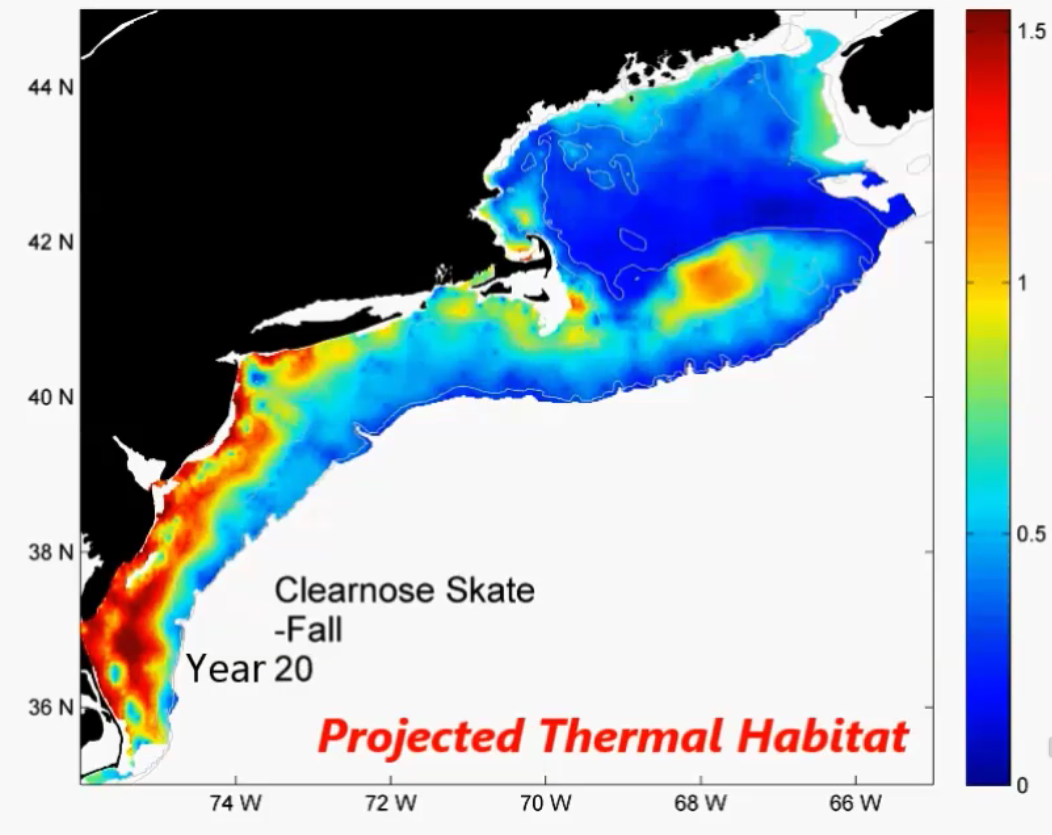 44 N
42 N
40 N
38 N
36 N
74 W
72 W
70 W
68 W
66 W
1.5
1
0.5
0
Clearnose Skate
-Fall
Year 20
Projected Thermal Habitat